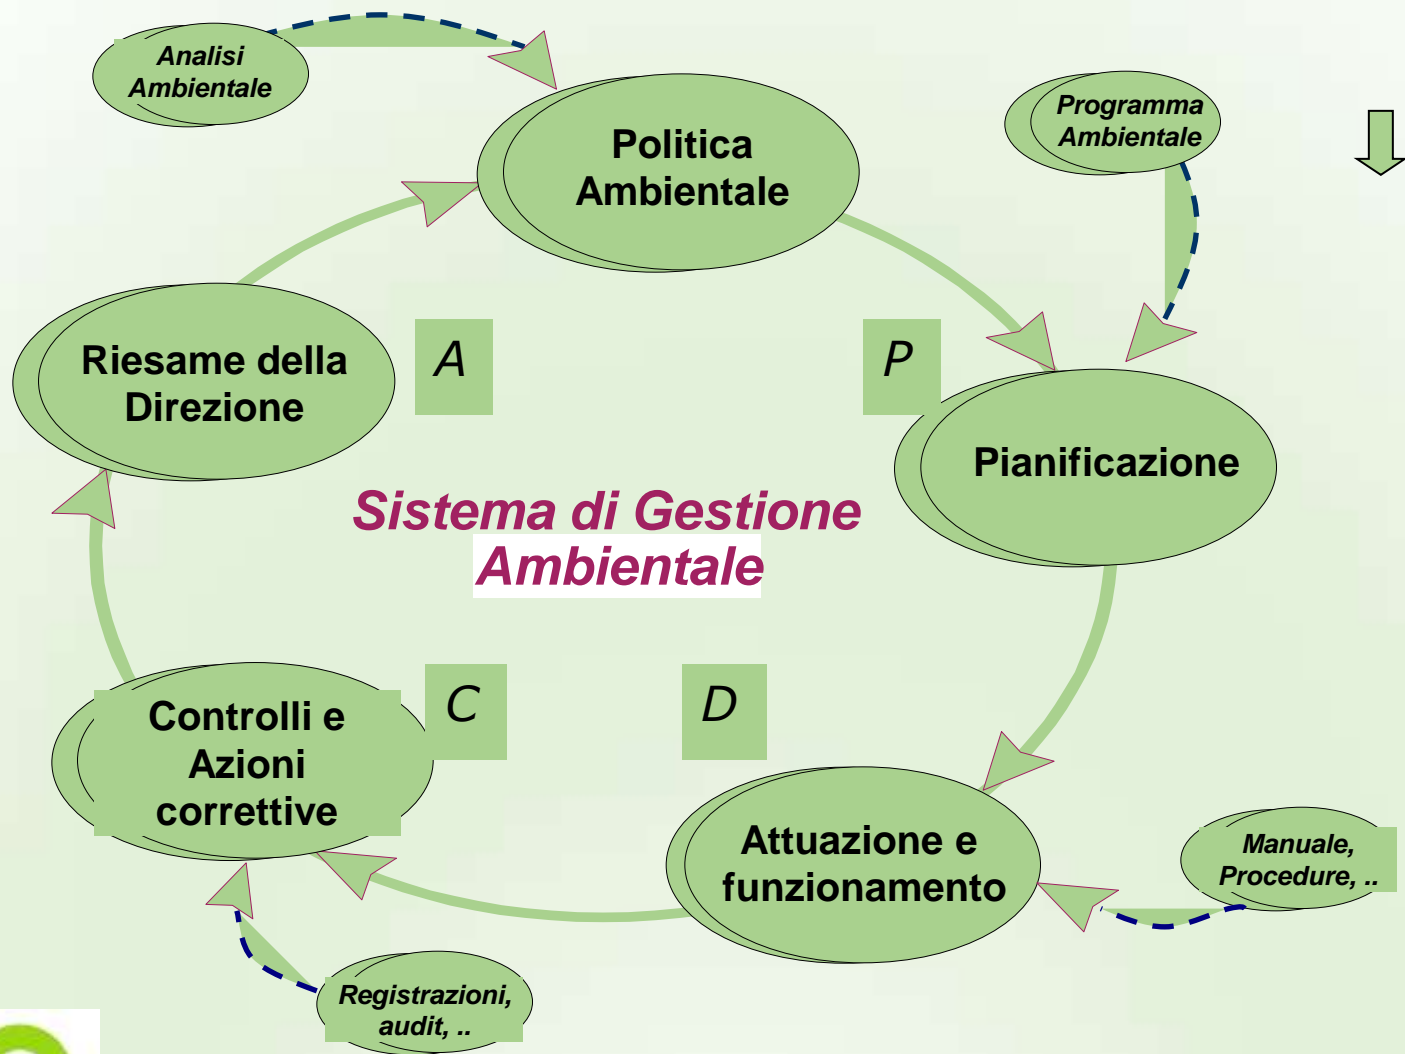 Analisi
Ambientale
Politica
Ambientale
Programma
Ambientale
Riesame della
Direzione
A
P
Pianificazione
Sistema di Gestione
Ambientale
Controlli e
Azioni
correttive
C
D
Attuazione e
funzionamento
Manuale,
Procedure, ..
Registrazioni,
audit, ..